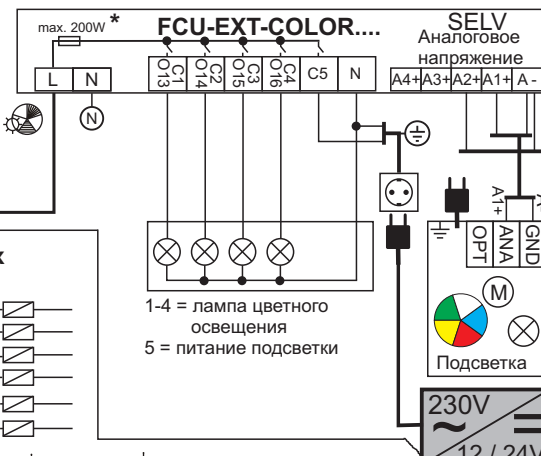 max. 200W *
FCU-EXT-COLOR....
SELV
Аналоговое
напряжение
L N
C1 O13
C2 O14
C3 O15
C4 O16
C5 N
A4+ A3+ A2+ A1+ A -
N
A1+
OPT
ANA
GND
M
1-4 = лампа цветного
освещения
5 = питание подсветки
Подсветка
230V
~
12 / 24V